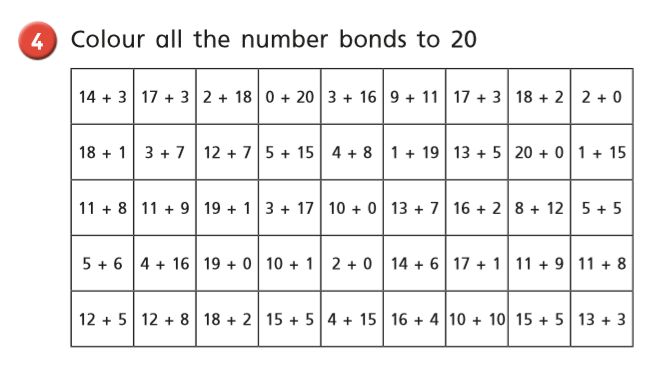 4 Colour all the number bonds to 20
14 + 3 17 + 3 2 + 18 0 + 20 3 + 16 9 + 11 17 + 3 18 + 2 2 + 0
18 + 1 3 + 7 12 + 7 5 + 15 4 + 8 1 + 19 13 + 5 20 + 0 1 + 15
11 + 8 11 + 9 19 + 1 3 + 17 10 + 0 13 + 7 16 + 2 8 + 12 5 + 5
5 + 6 4 + 16 19 + 0 10 + 1 2 + 0 14 + 6 17 + 1 11 + 9 11 + 8
12 + 5 12 + 8 18 + 2 15 + 5 4 + 15 16 + 4 10 + 10 15 + 5 13 + 3